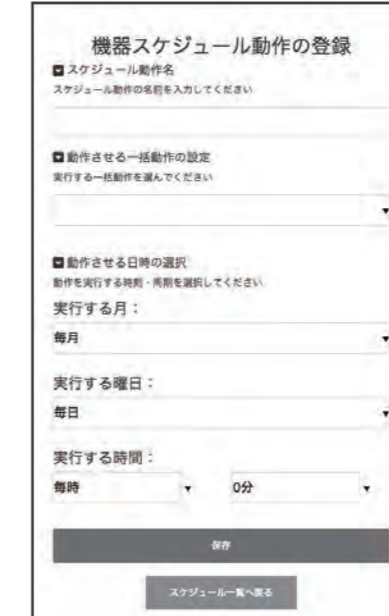 機器スケジュール動作の登録
スケジュール動作名
スケジュール動作の名前を入力してください
動作させる一括動作の設定
実行する一括動作を選んでください
動作させる日時の選択
動作を実行する時刻・周期を選択してください
実行する月：
毎月
実行する曜日：
毎日
実行する時間：
毎時 0分
保存
スケジュール一覧へ戻る